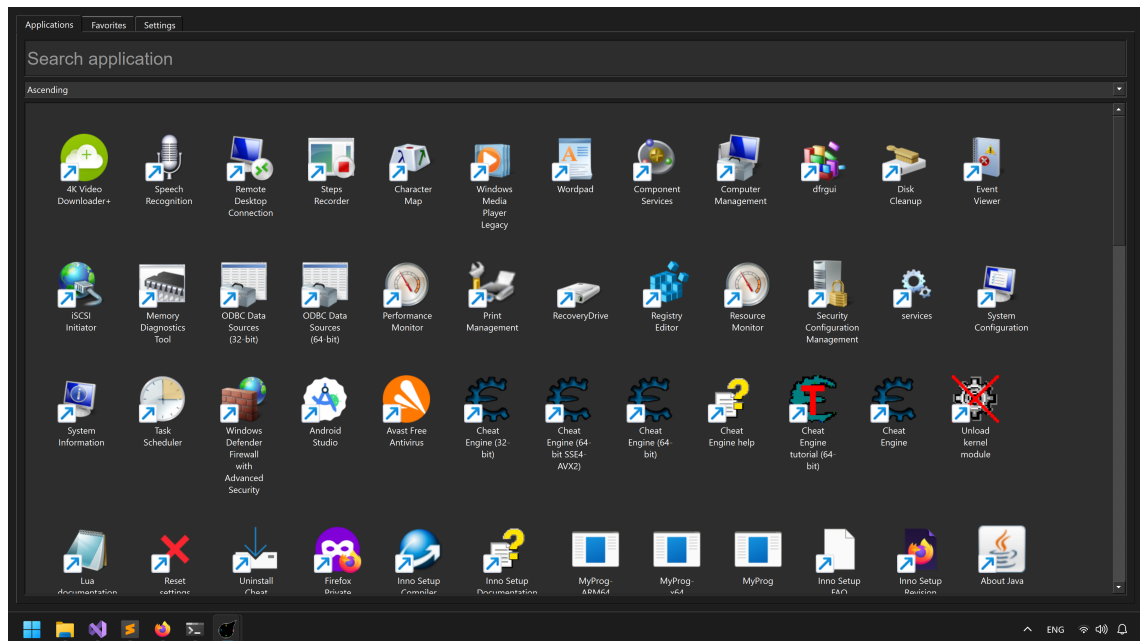 Applications Favorites Settings
Search application
Ascending
4K Video Downloader+
Speech Recognition
Remote Desktop Connection
Steps Recorder
Character Map
Windows Media Player Legacy
Wordpad
Component Services
Computer Management
dfrgui
Disk Cleanup
Event Viewer
iSCSI Initiator
Memory Diagnostics Tool
ODBC Data Sources (32-bit)
ODBC Data Sources (64-bit)
Performance Monitor
Print Management
RecoveryDrive
Registry Editor
Resource Monitor
Security Configuration Management
services
System Configuration
System Information
Task Scheduler
Windows Defender Firewall with Advanced Security
Android Studio
Avast Free Antivirus
Cheat Engine (32-bit)
Cheat Engine (64-bit SSE4-AVX2)
Cheat Engine (64-bit)
Cheat Engine help
Cheat Engine tutorial (64-bit)
Cheat Engine
Unload kernel module
Lua documentation
Reset settings
Uninstall Cheat
Firefox Private
Inno Setup Compiler
Inno Setup Documentation
MyProg-ARM64
MyProg-x64
MyProg
Inno Setup FAQ
Inno Setup Revision
About Java
ENG